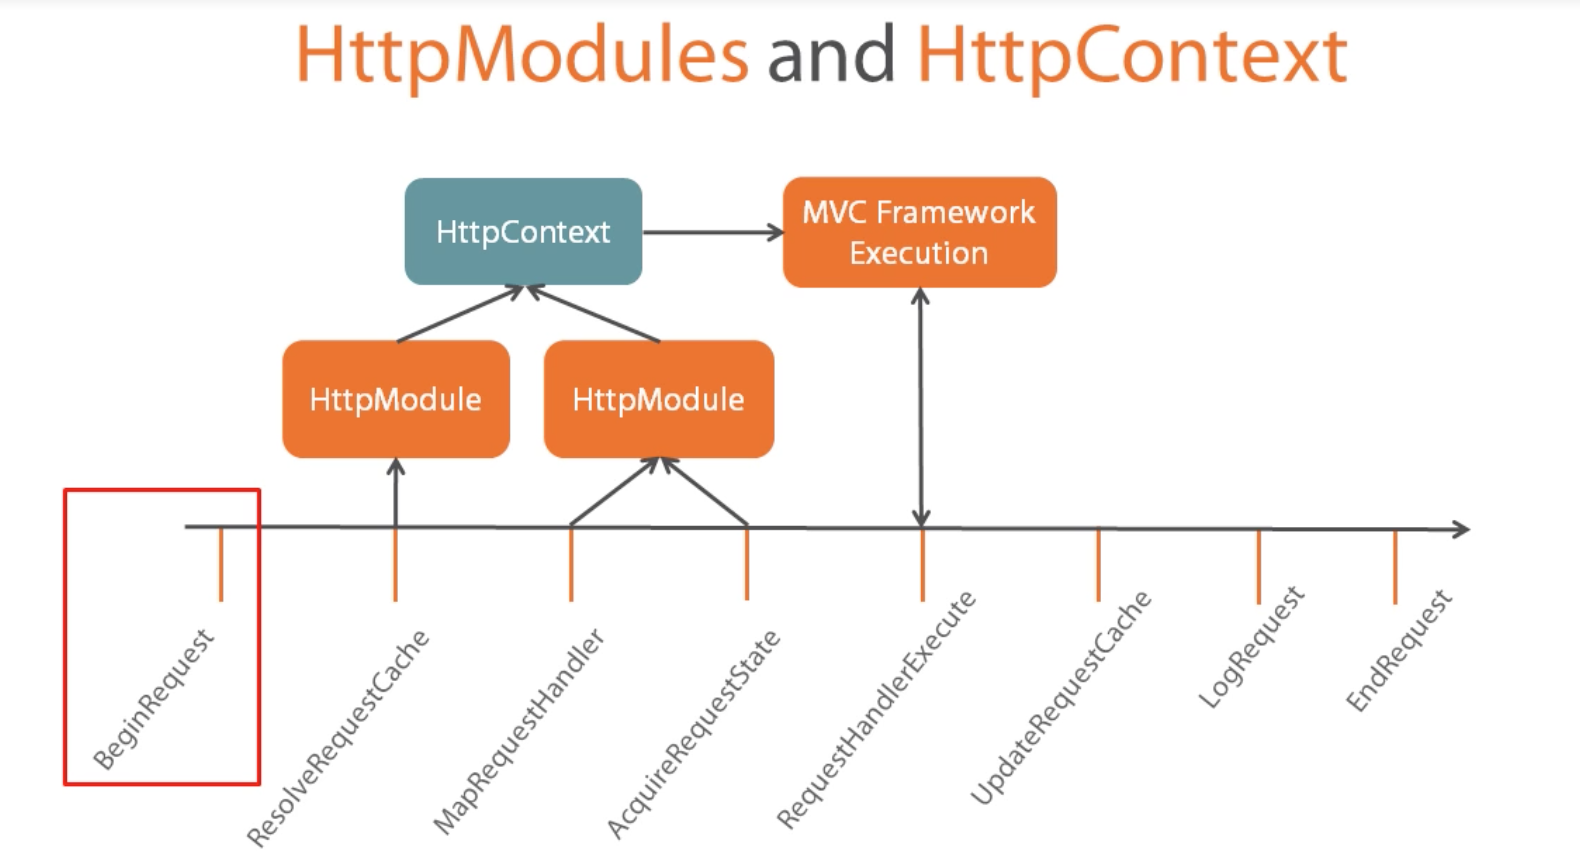 HttpModules and HttpContext
HttpContext
MVC Framework
Execution
HttpModule
HttpModule
BeginRequest
ResolveRequestCache
MapRequestHandler
AcquireRequestState
RequestHandlerExecute
UpdateRequestCache
LogRequest
EndRequest